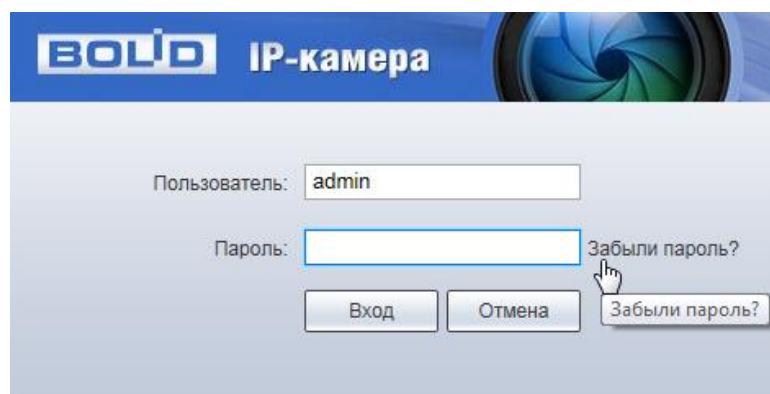 BOLID IP-камера
Пользователь: admin
Пароль: Забыли пароль?
Вход Отмена Забыли пароль?